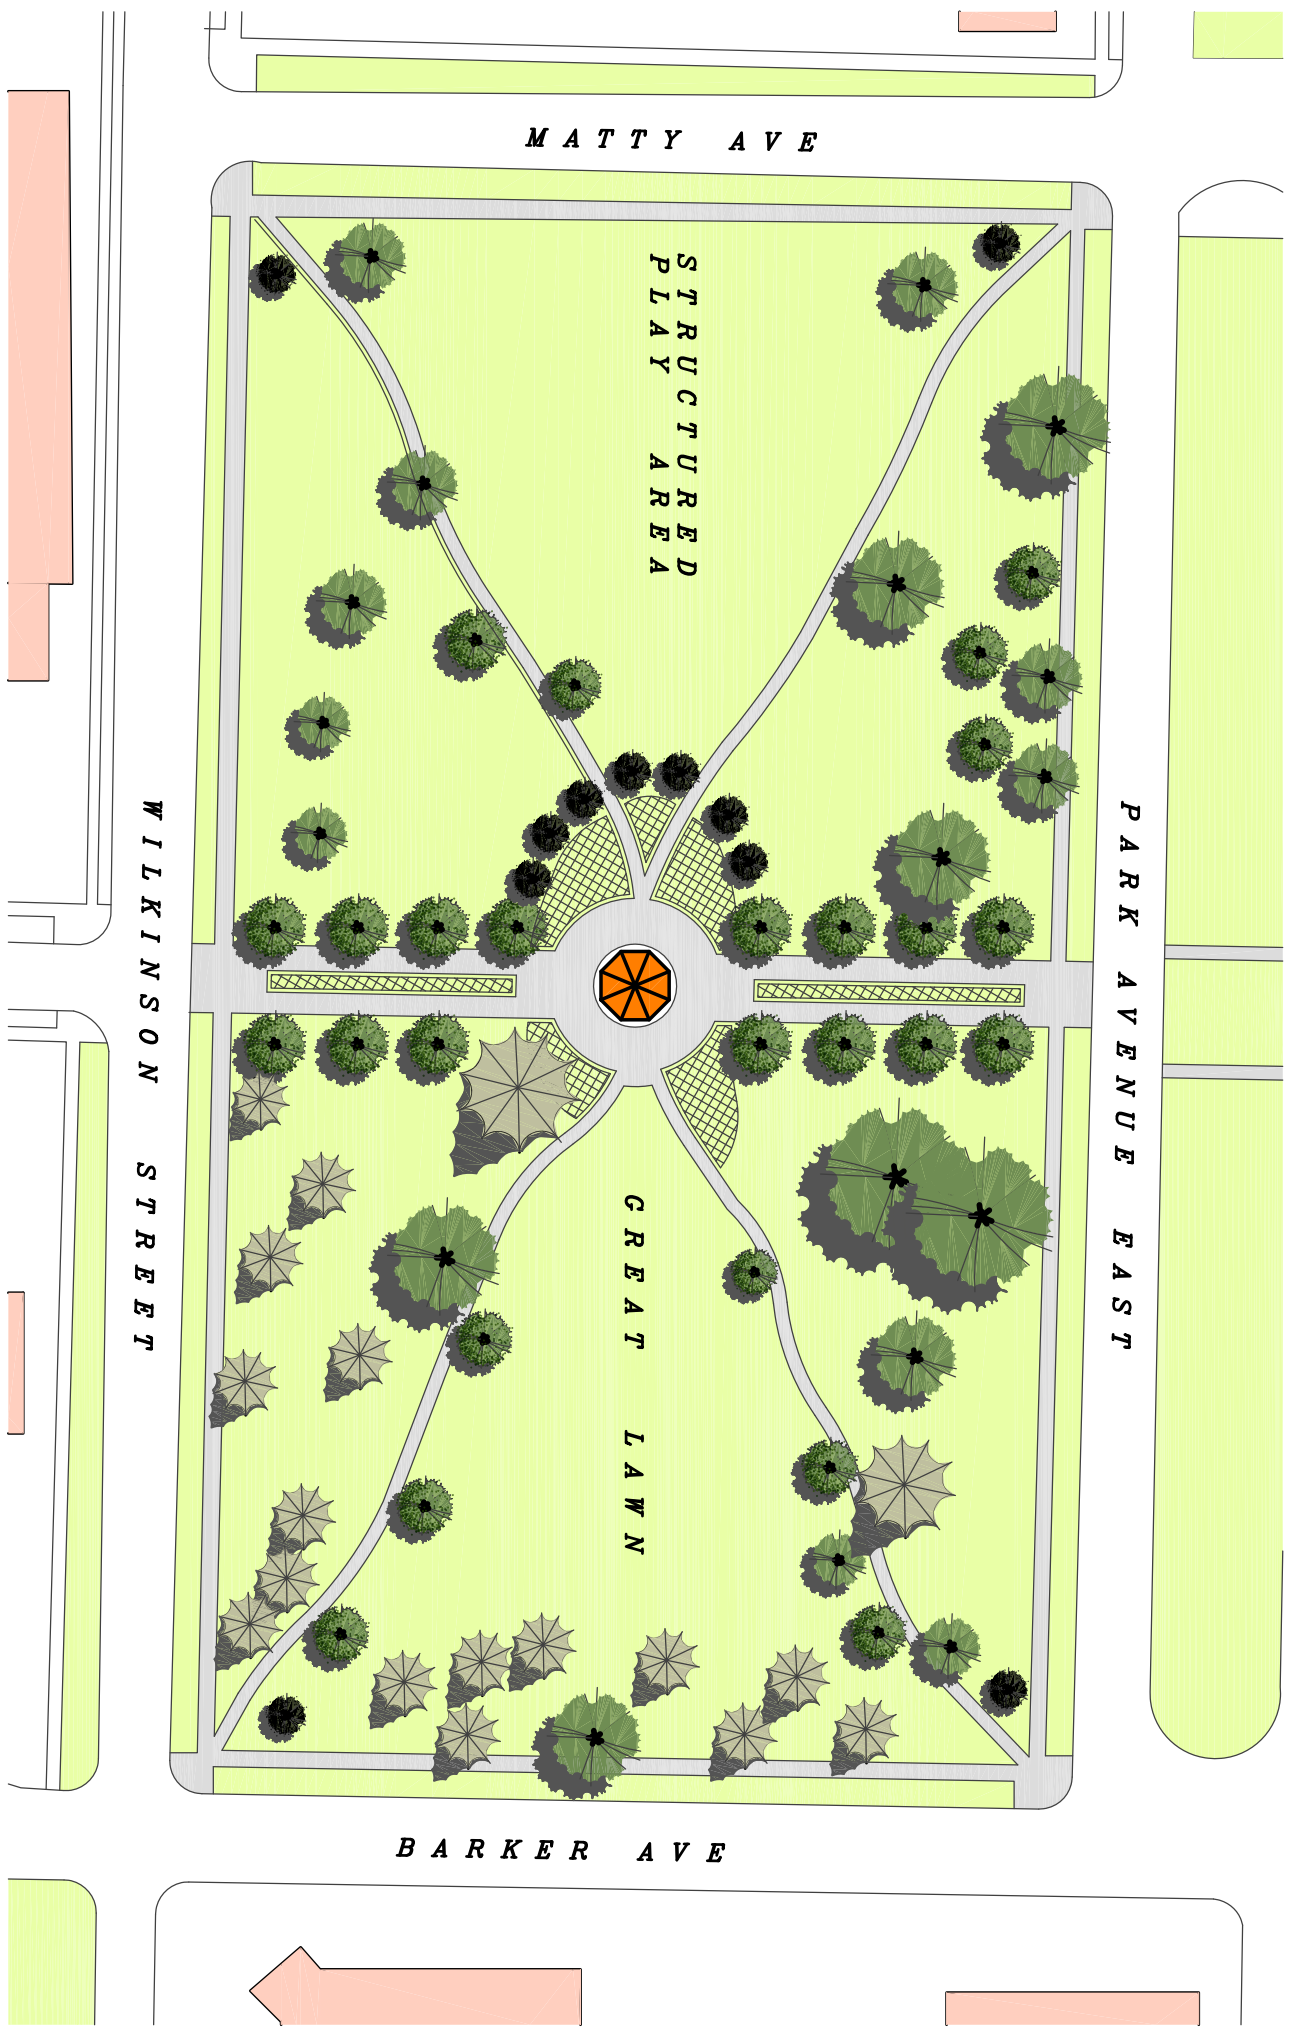 MATTY AVE
STRUCTURED
PLAY AREA
WILKINSON STREET
PARK AVENUE EAST
GREAT LAWN
BARKER AVE